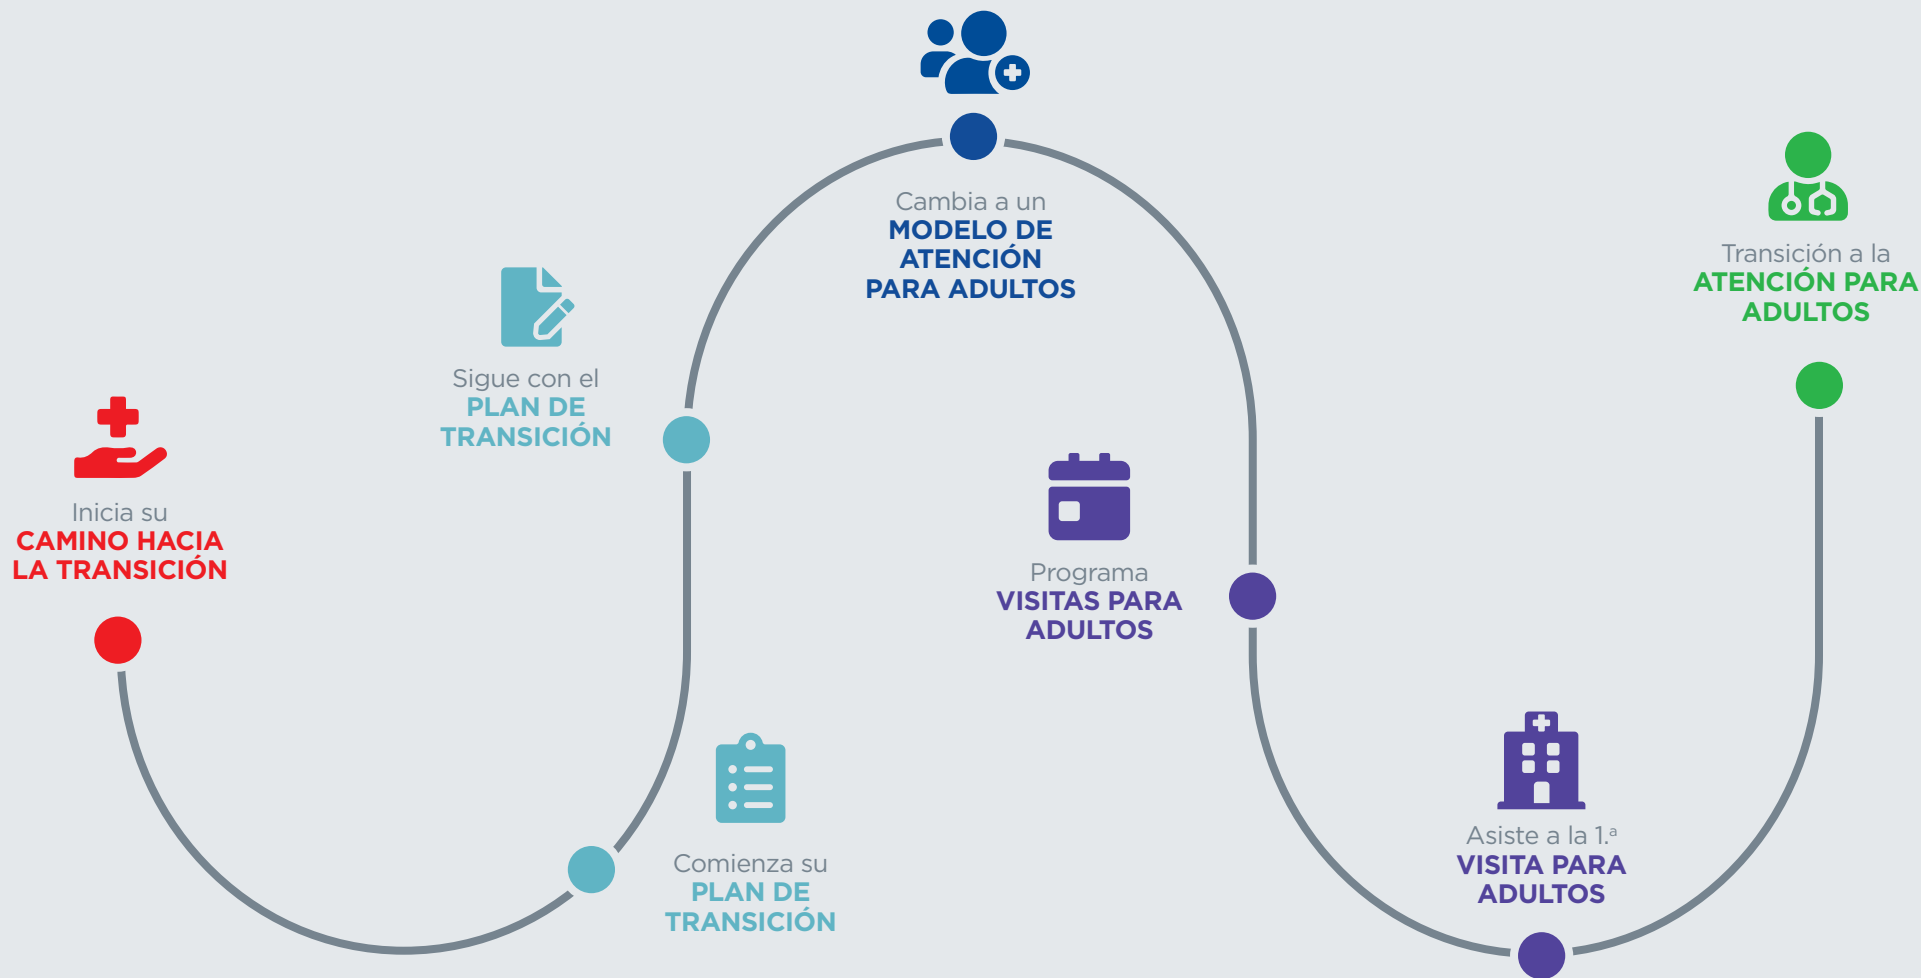 Inicia su
CAMINO HACIA
LA TRANSICIÓN
Comienza su
PLAN DE
TRANSICIÓN
Sigue con el
PLAN DE
TRANSICIÓN
Cambia a un
MODELO DE
ATENCIÓN
PARA ADULTOS
Programa
VISITAS PARA
ADULTOS
Asiste a la 1.ª
VISITA PARA
ADULTOS
Transición a la
ATENCIÓN PARA
ADULTOS